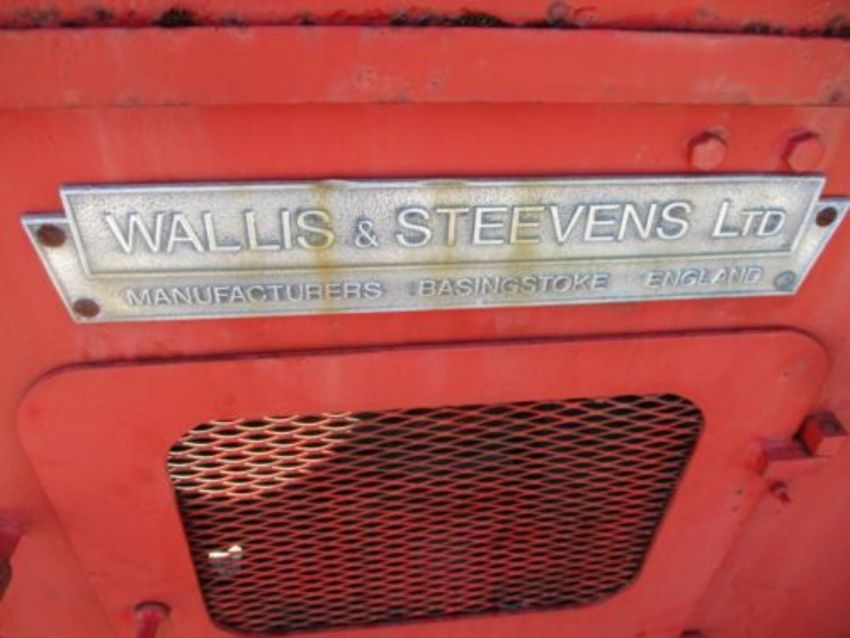 WALLIS & STEEVENS LTD
MANUFACTURERS BASINGSTOKE ENGLAND